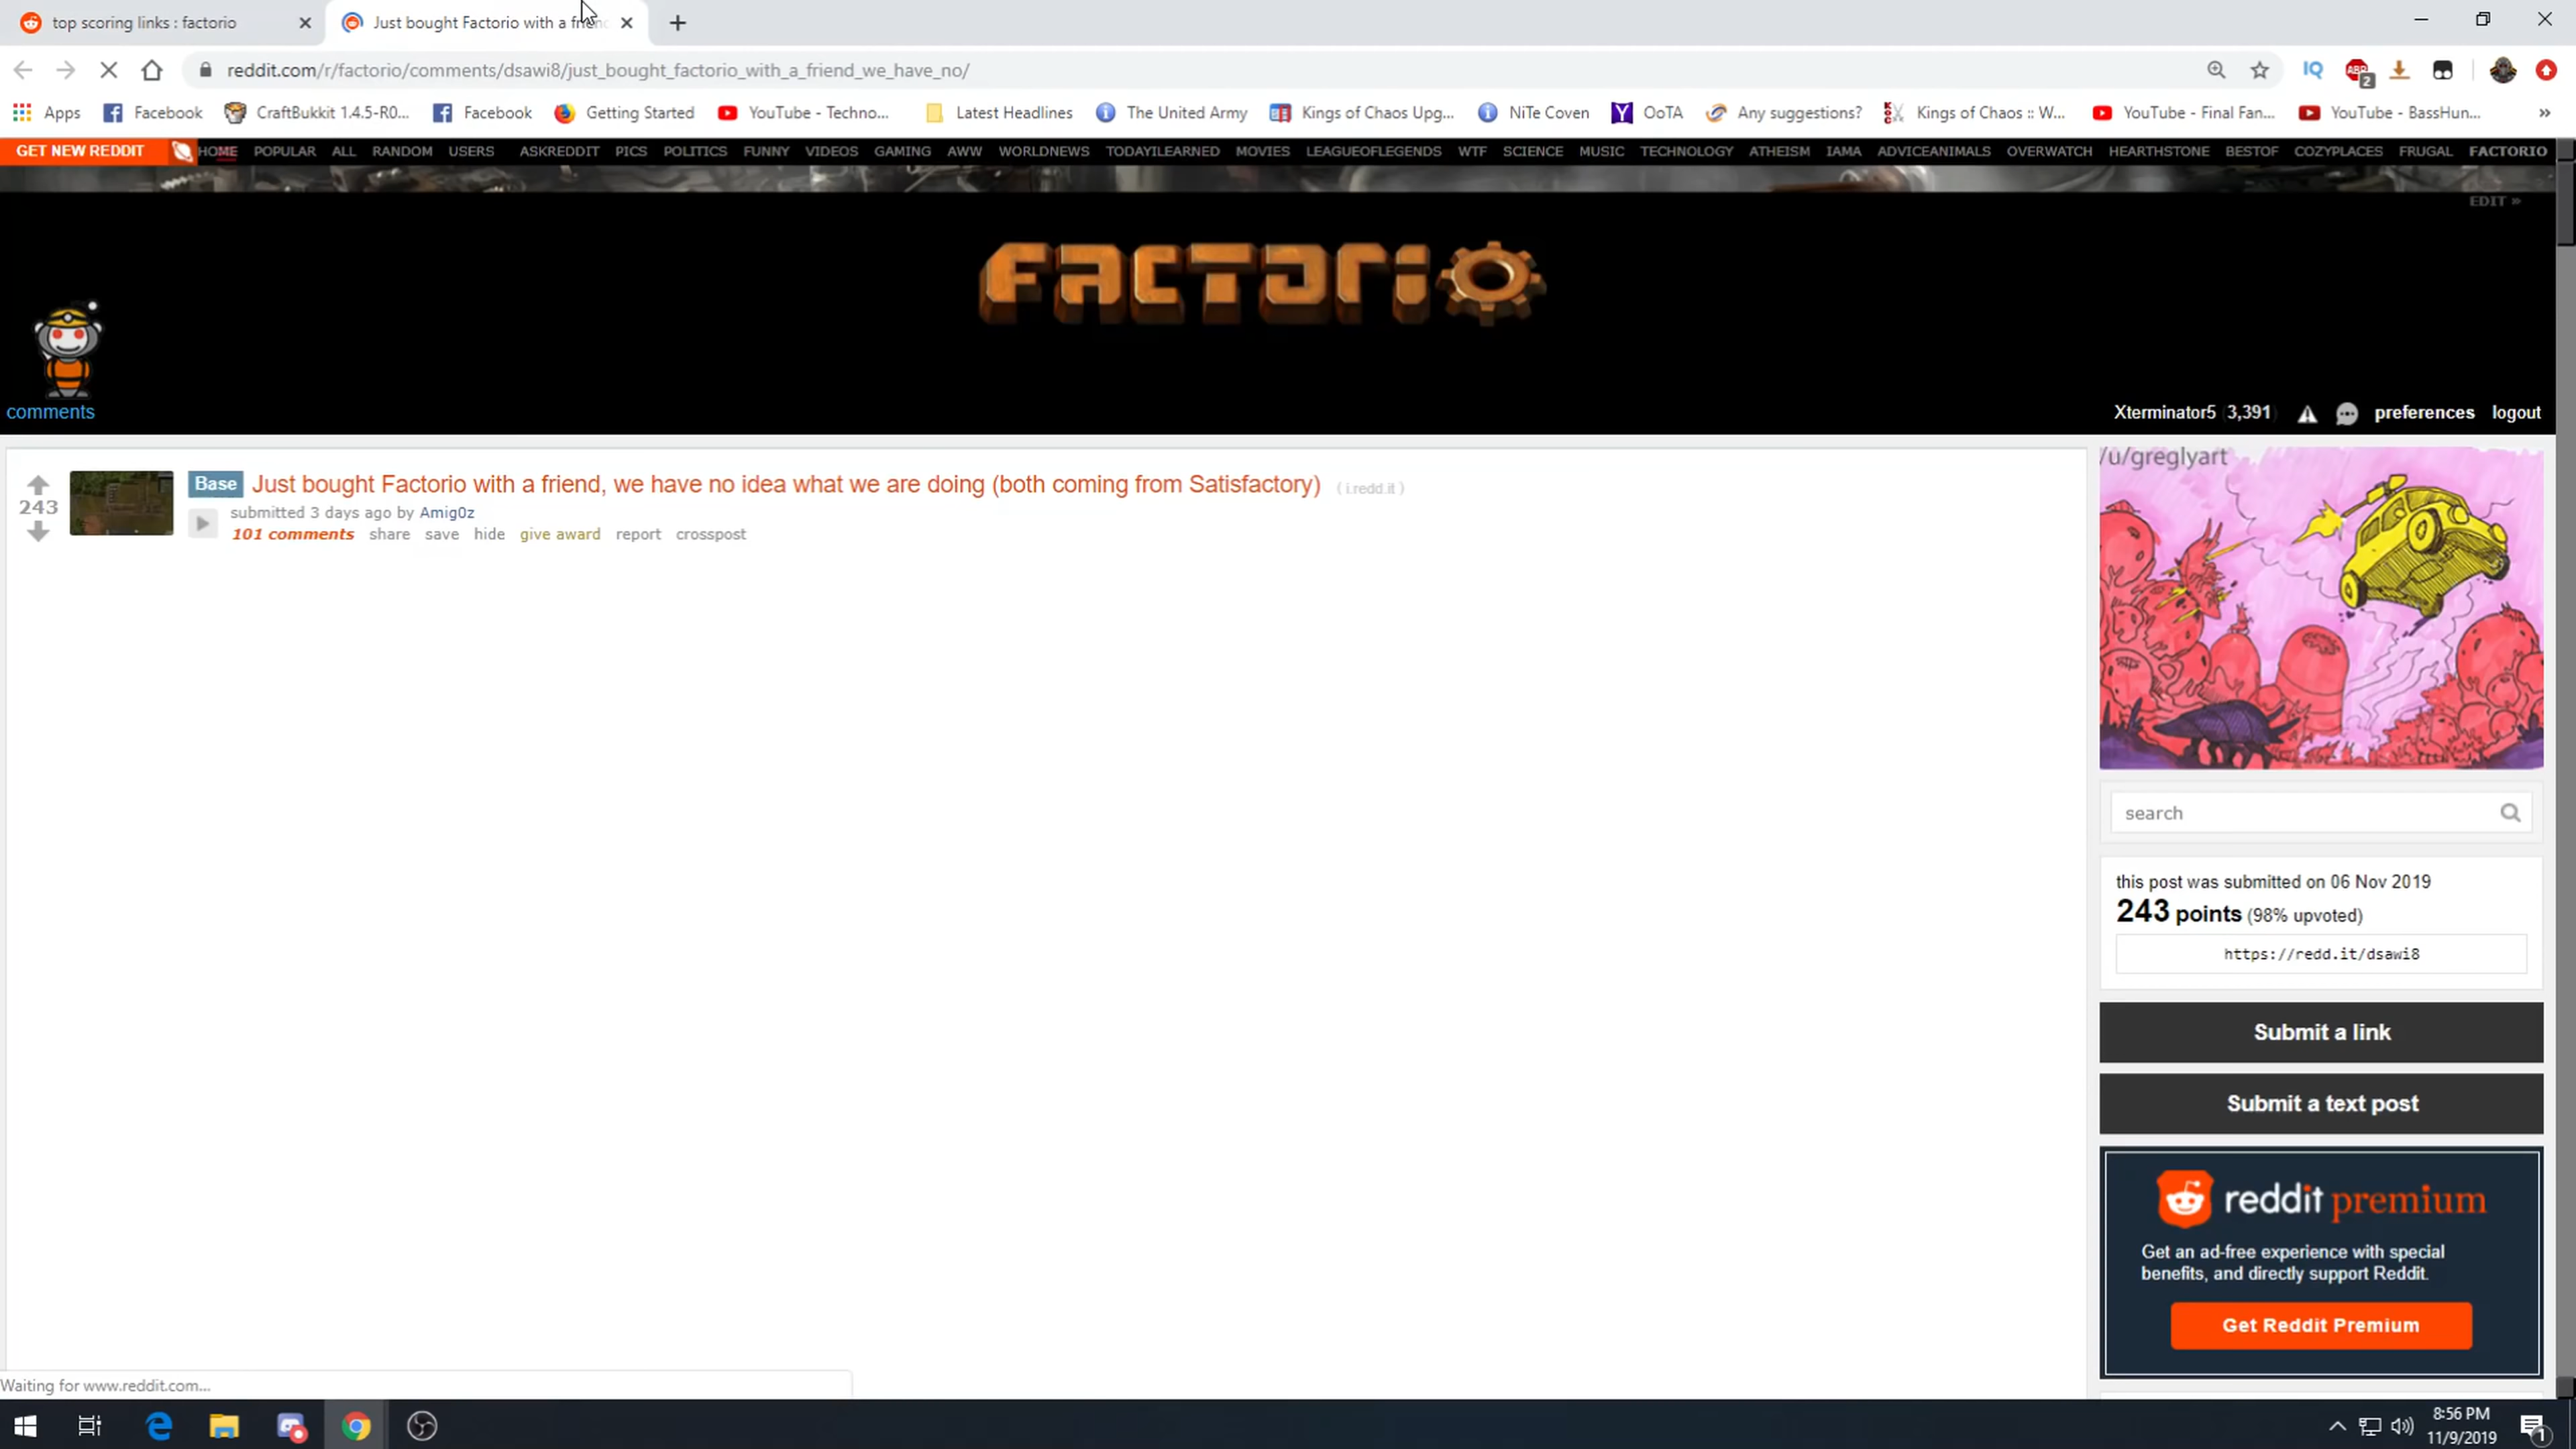 top scoring links : factorio
Just bought Factorio with a frien
reddit.com/r/factorio/comments/dsawi8/just_bought_factorio_with_a_friend_we_have_no/
IQ
ABP
2
Apps
Facebook
CraftBukkit 1.4.5-R0...
Facebook
Getting Started
YouTube - Techno...
Latest Headlines
The United Army
Kings of Chaos Upg...
NiTe Coven
OoTA
Any suggestions?
Kings of Chaos :: W...
YouTube - Final Fan...
YouTube - BassHun...
»
GET NEW REDDIT
HOME POPULAR ALL RANDOM USERS ASKREDDIT PICS POLITICS FUNNY VIDEOS GAMING AWW WORLDNEWS TODAYILEARNED MOVIES LEAGUEOFLEGENDS WTF SCIENCE MUSIC TECHNOLOGY ATHEISM IAMA ADVICEANIMALS OVERWATCH HEARTHSTONE BESTOF COZYPLACES FRUGAL FACTORIO
EDIT »
FACTORIO
comments
Xterminator5 (3,391)
preferences
logout
243
Base Just bought Factorio with a friend, we have no idea what we are doing (both coming from Satisfactory) (i.redd.it)
submitted 3 days ago by Amig0z
101 comments share save hide give award report crosspost
/u/greglyart
search
this post was submitted on 06 Nov 2019
243 points (98% upvoted)
https://redd.it/dsawi8
Submit a link
Submit a text post
reddit premium
Get an ad-free experience with special
benefits, and directly support Reddit.
Get Reddit Premium
Waiting for www.reddit.com...
8:56 PM
11/9/2019
1